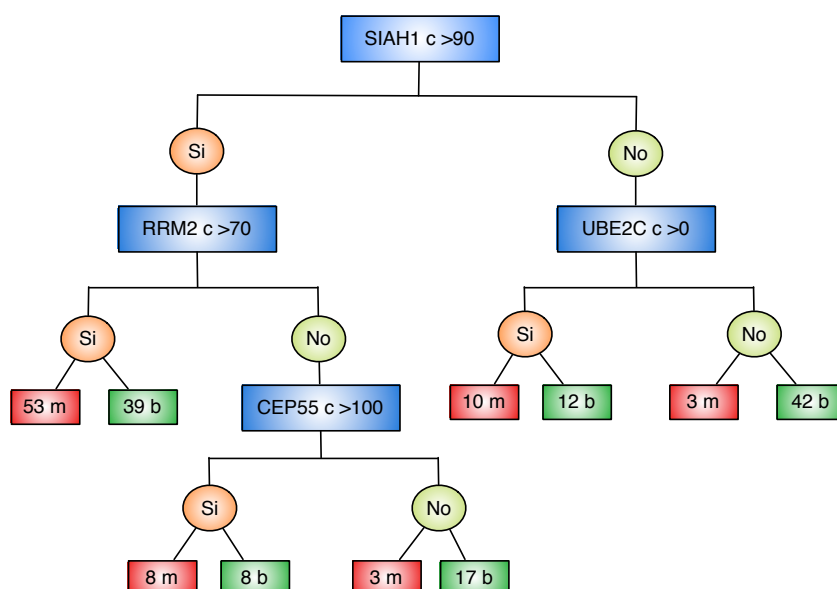 SIAH1 c >90
Si
No
RRM2 c >70
UBE2C c >0
Si
No
Si
No
53 m
39 b
CEP55 c >100
10 m
12 b
3 m
42 b
Si
No
8 m
8 b
3 m
17 b